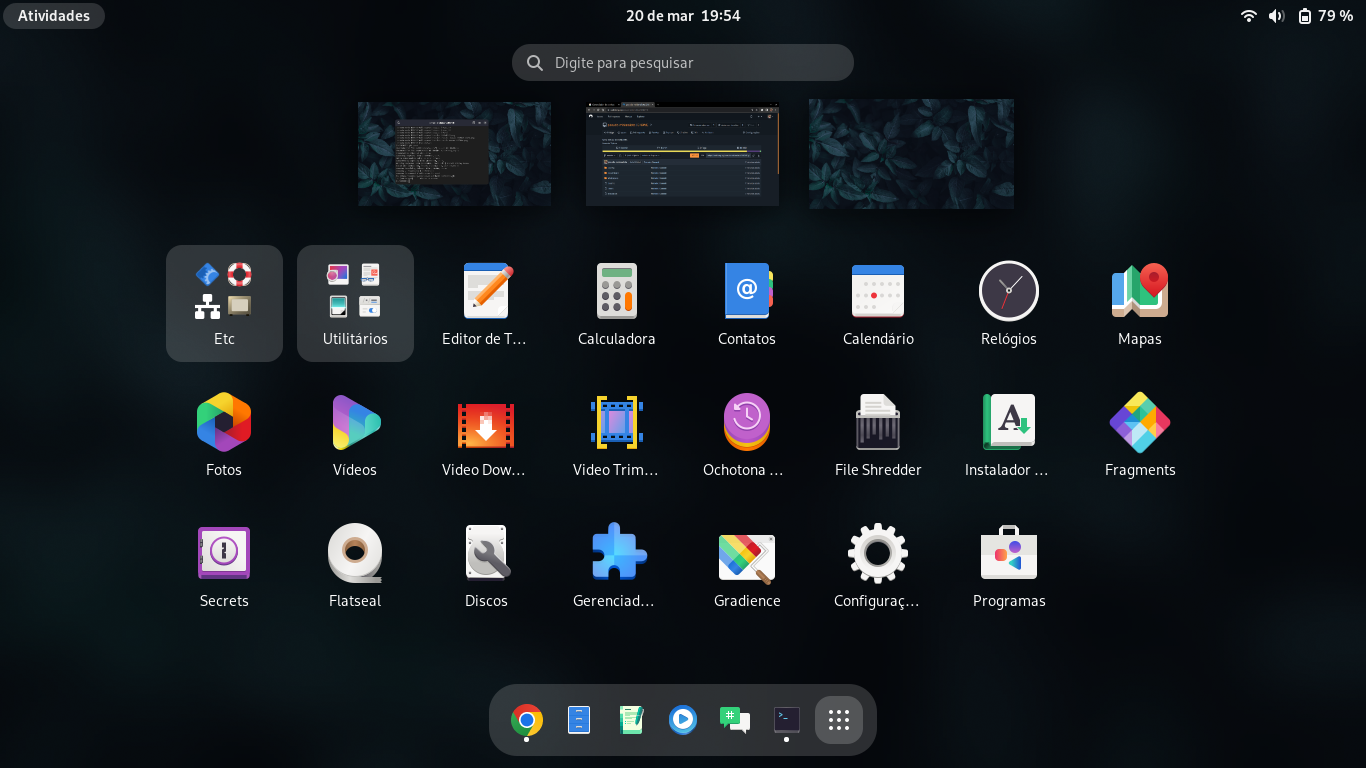 Atividades
20 de mar 19:54
79 %
Digite para pesquisar
Etc
Utilitários
Editor de T…
Calculadora
Contatos
Calendário
Relógios
Mapas
Fotos
Vídeos
Video Dow…
Video Trim…
Ochotona …
File Shredder
Instalador …
Fragments
Secrets
Flatseal
Discos
Gerenciad…
Gradience
Configuraç…
Programas